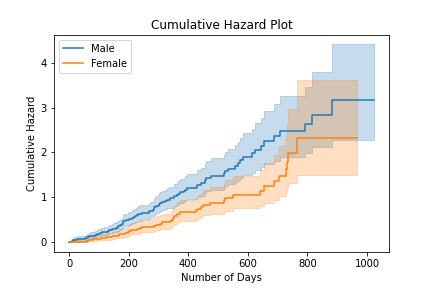 Cumulative Hazard Plot
Male
Female
Cumulative Hazard
4
3
2
1
0
0 200 400 600 800 1000
Number of Days